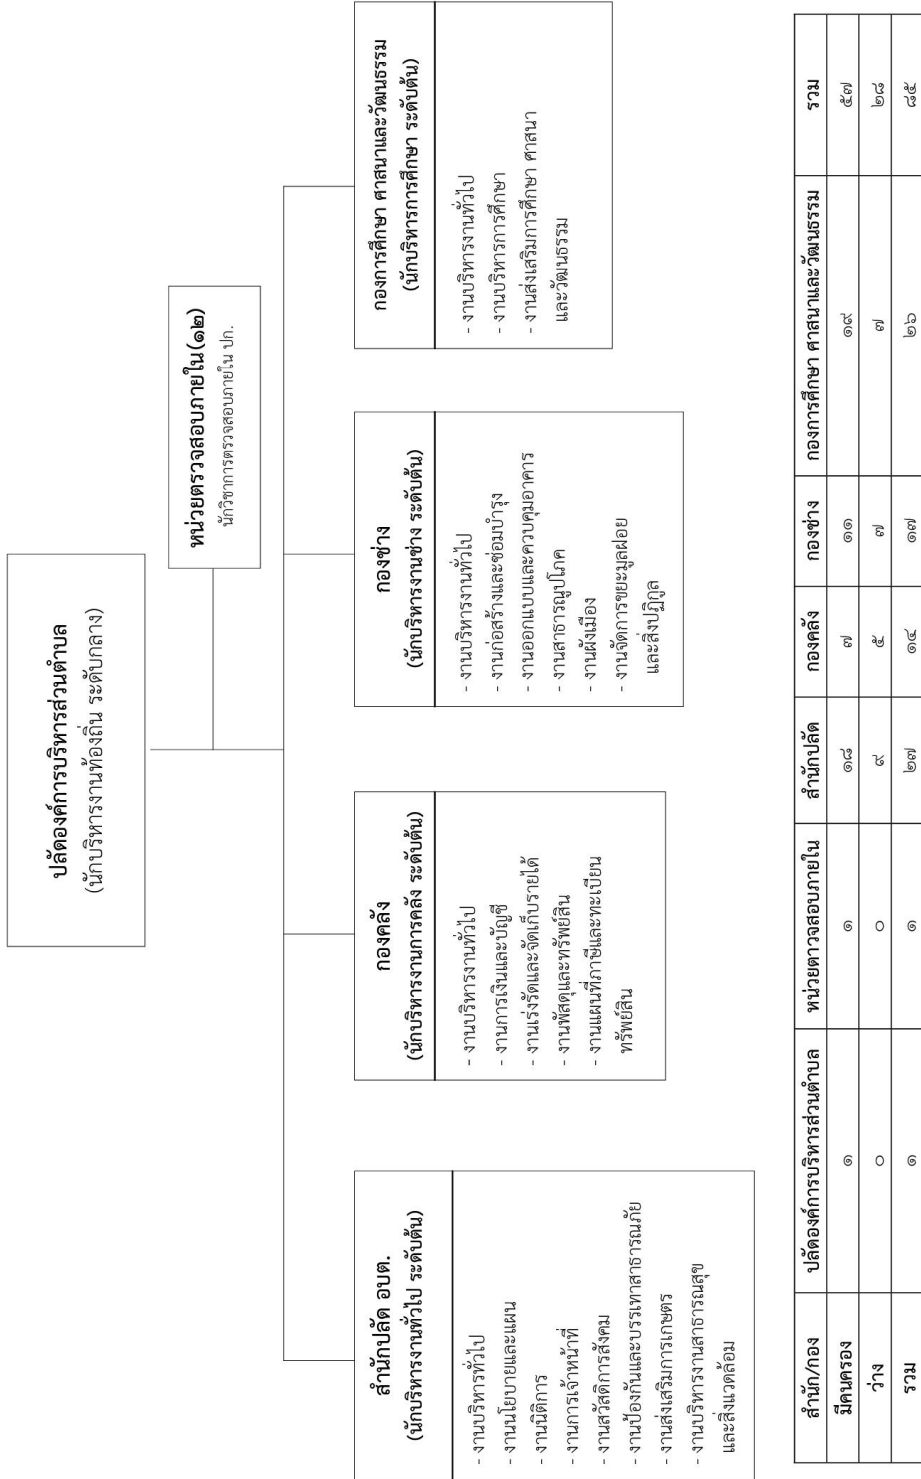 ปลัดองค์การบริหารส่วนตำบล
(นักบริหารงานท้องถิ่น ระดับกลาง)
หน่วยตรวจสอบภายใน(๑๒)
นักวิชาการตรวจสอบภายใน ปก.
สำนักปลัด อบต.
(นักบริหารงานทั่วไป ระดับต้น)
- งานบริหารทั่วไป
- งานนโยบายและแผน
- งานนิติการ
- งานการเจ้าหน้าที่
- งานสวัสดิการสังคม
- งานป้องกันและบรรเทาสาธารณภัย
- งานส่งเสริมการเกษตร
- งานบริหารงานสาธารณสุข
และสิ่งแวดล้อม
กองคลัง
(นักบริหารงานการคลัง ระดับต้น)
- งานบริหารงานทั่วไป
- งานการเงินและบัญชี
- งานเร่งรัดและจัดเก็บรายได้
- งานพัสดุและทรัพย์สิน
- งานแผนที่ภาษีและทะเบียน
ทรัพย์สิน
กองช่าง
(นักบริหารงานช่าง ระดับต้น)
- งานบริหารงานทั่วไป
- งานก่อสร้างและซ่อมบำรุง
- งานออกแบบและควบคุมอาคาร
- งานสาธารณูปโภค
- งานผังเมือง
- งานจัดการขยะมูลฝอย
และสิ่งปฏิกูล
กองการศึกษา ศาสนาและวัฒนธรรม
(นักบริหารการศึกษา ระดับต้น)
- งานบริหารงานทั่วไป
- งานบริหารการศึกษา
- งานส่งเสริมการศึกษา ศาสนา
และวัฒนธรรม
สำนัก/กอง ปลัดองค์การบริหารส่วนตำบล หน่วยตาวจสอบภายใน สำนักปลัด กองคลัง กองช่าง กองการศึกษา ศาสนาและวัฒนธรรม รวม
มีคนครอง ๑ ๑ ๑๘ ๗ ๑๑ ๑๙ ๕๗
ว่าง ๐ ๐ ๙ ๕ ๗ ๗ ๒๘
รวม ๑ ๑ ๒๗ ๑๔ ๑๗ ๒๖ ๘๕